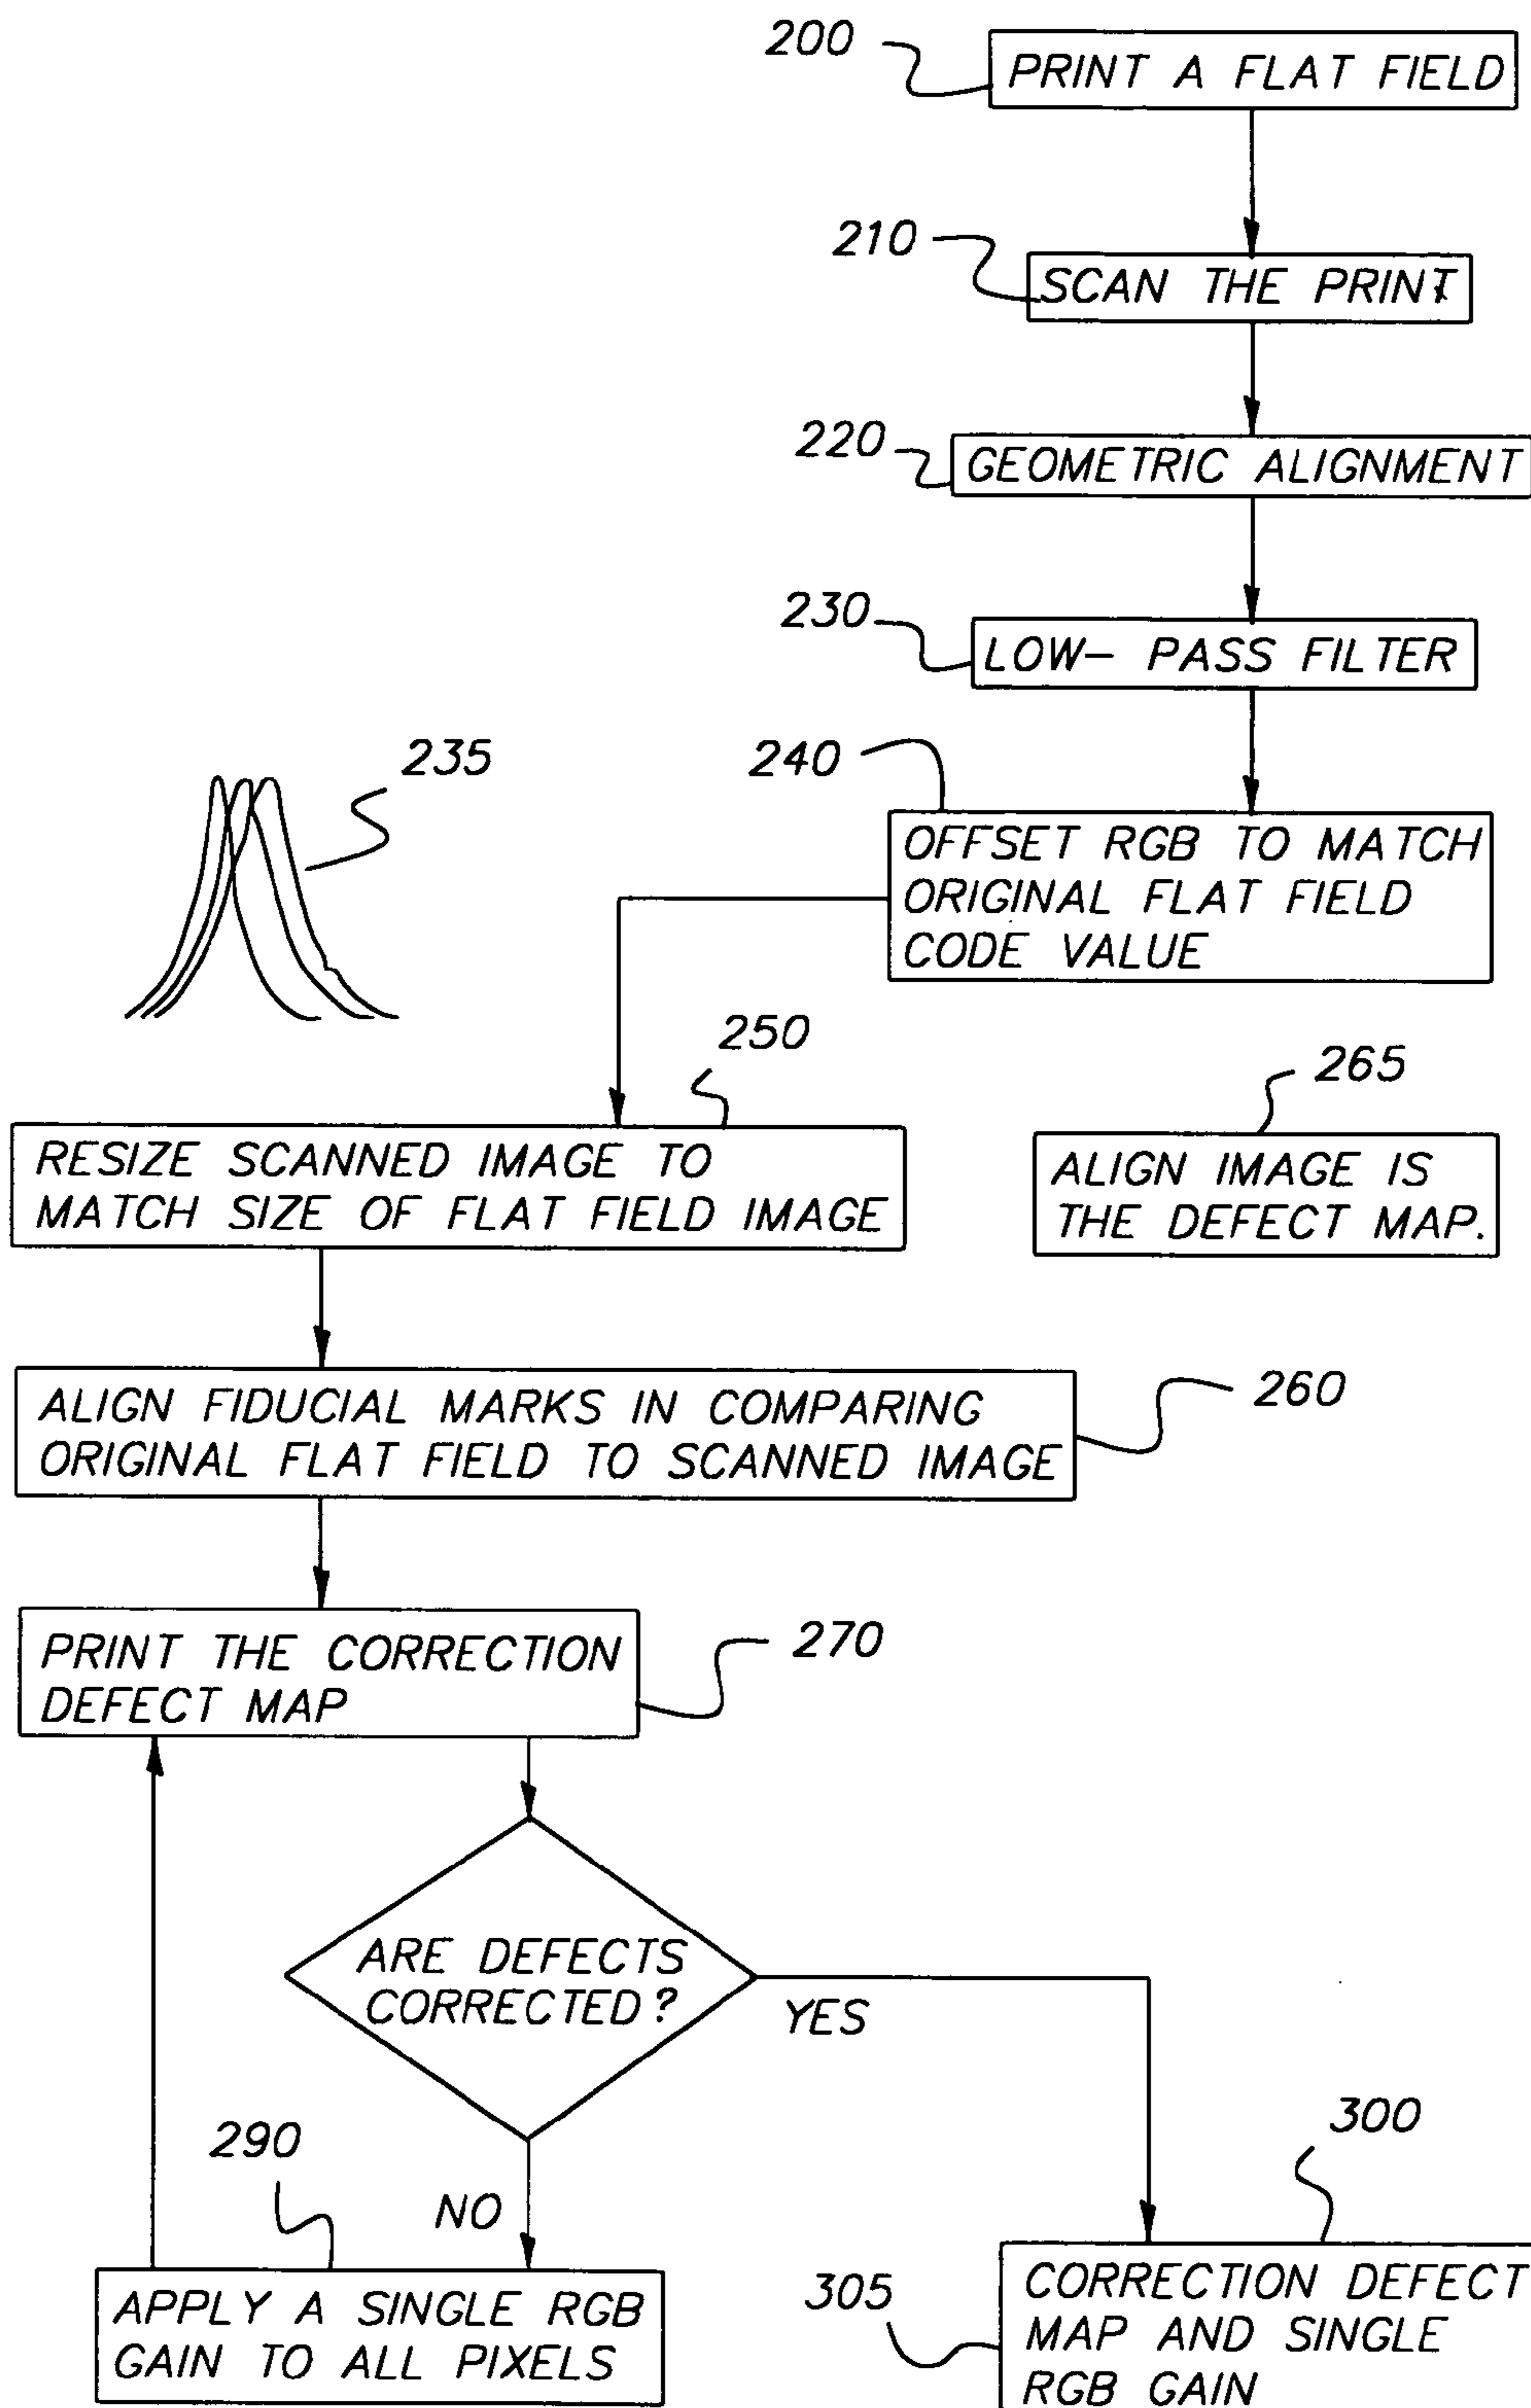 200
PRINT A FLAT FIELD
210
SCAN THE PRINT
220
GEOMETRIC ALIGNMENT
230
LOW- PASS FILTER
235
240
OFFSET RGB TO MATCH
ORIGINAL FLAT FIELD
CODE VALUE
250
RESIZE SCANNED IMAGE TO
MATCH SIZE OF FLAT FIELD IMAGE
265
ALIGN IMAGE IS
THE DEFECT MAP.
ALIGN FIDUCIAL MARKS IN COMPARING
ORIGINAL FLAT FIELD TO SCANNED IMAGE
260
PRINT THE CORRECTION
DEFECT MAP
270
ARE DEFECTS
CORRECTED?
YES
NO
290
APPLY A SINGLE RGB
GAIN TO ALL PIXELS
300
305
CORRECTION DEFECT
MAP AND SINGLE
RGB GAIN